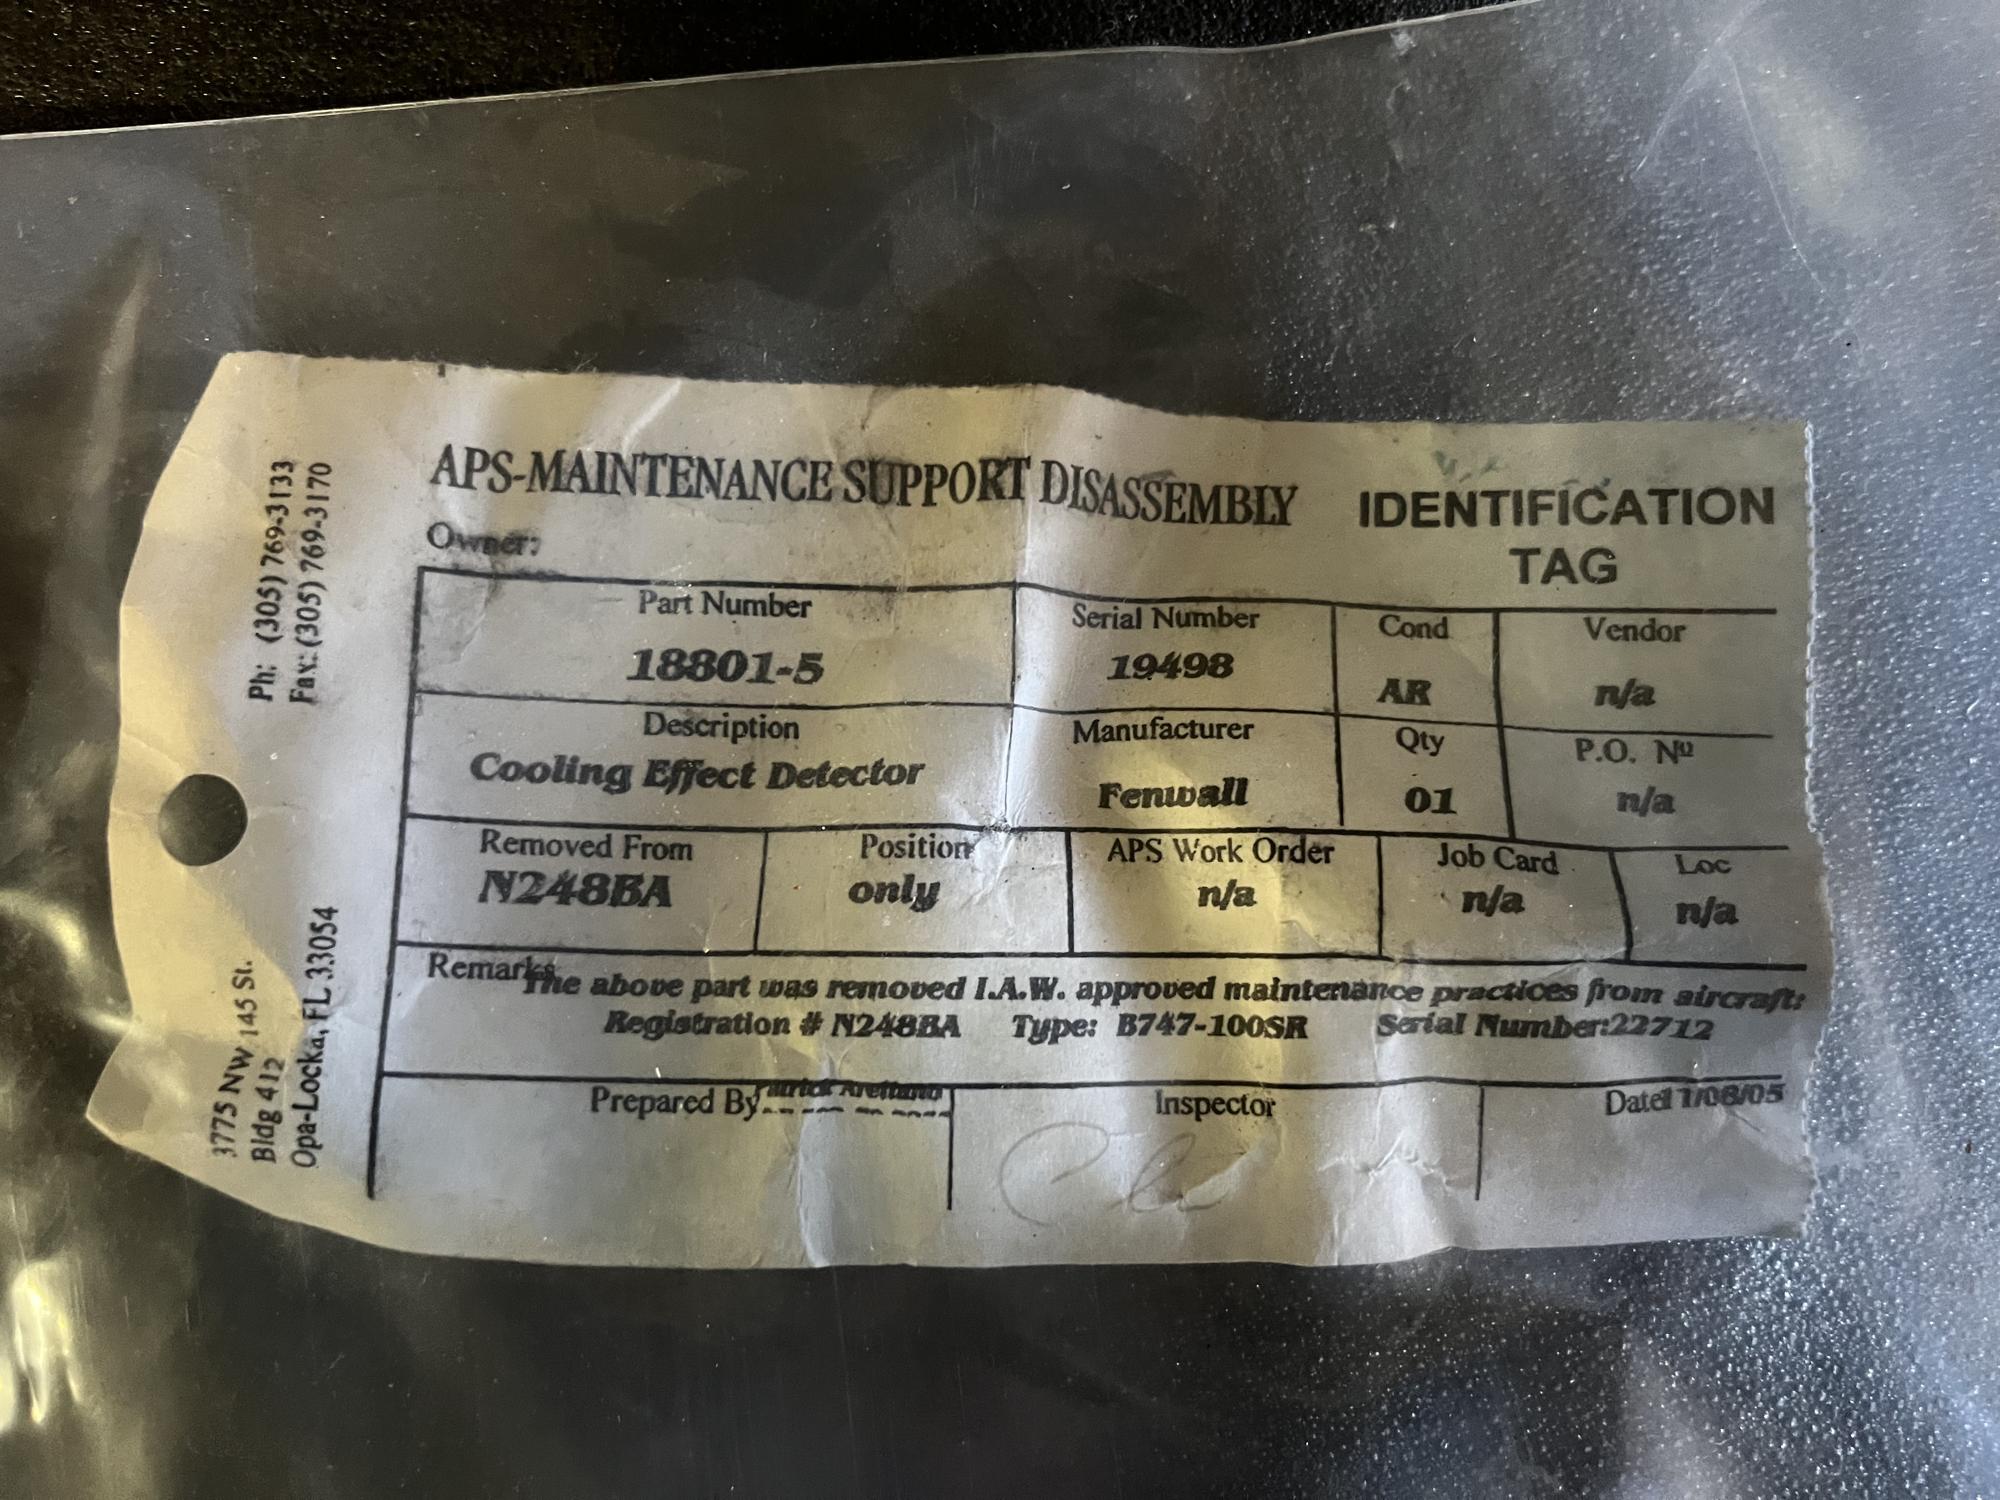 APS-MAINTENANCE SUPPORT DISASSEMBLY
IDENTIFICATION
TAG
Owner:
Part Number
18801-5
Serial Number
19498
Cond
AR
Vendor
n/a
Description
Cooling Effect Detector
Manufacturer
Fenwall
Qty
01
P.O. Nº
n/a
Removed From
N248BA
Position
only
APS Work Order
n/a
Job Card
n/a
Loc
n/a
Remarks
The above part was removed I.A.W. approved maintenance practices from aircraft:
Registration # N248BA Type: B747-100SR Serial Number:22712
Prepared By Patrick Arellano
Inspector
Date
Ph: (305) 769-3133
Fax: (305) 769-3170
3775 NW 145 St.
Bldg 412
Opa-Locka, FL 33054